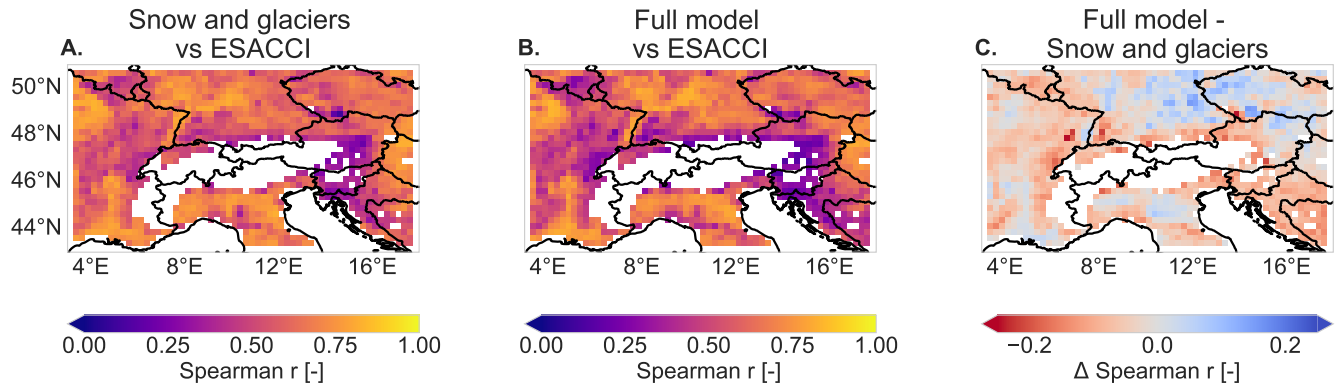 Snow and glaciers
vs ESACCI
A.
Full model
vs ESACCI
B.
Full model -
Snow and glaciers
C.
50°N
48°N
46°N
44°N
4°E 8°E 12°E 16°E
4°E 8°E 12°E 16°E
4°E 8°E 12°E 16°E
0.00 0.25 0.50 0.75 1.00
Spearman r [-]
0.00 0.25 0.50 0.75 1.00
Spearman r [-]
−0.2 0.0 0.2
Δ Spearman r [-]